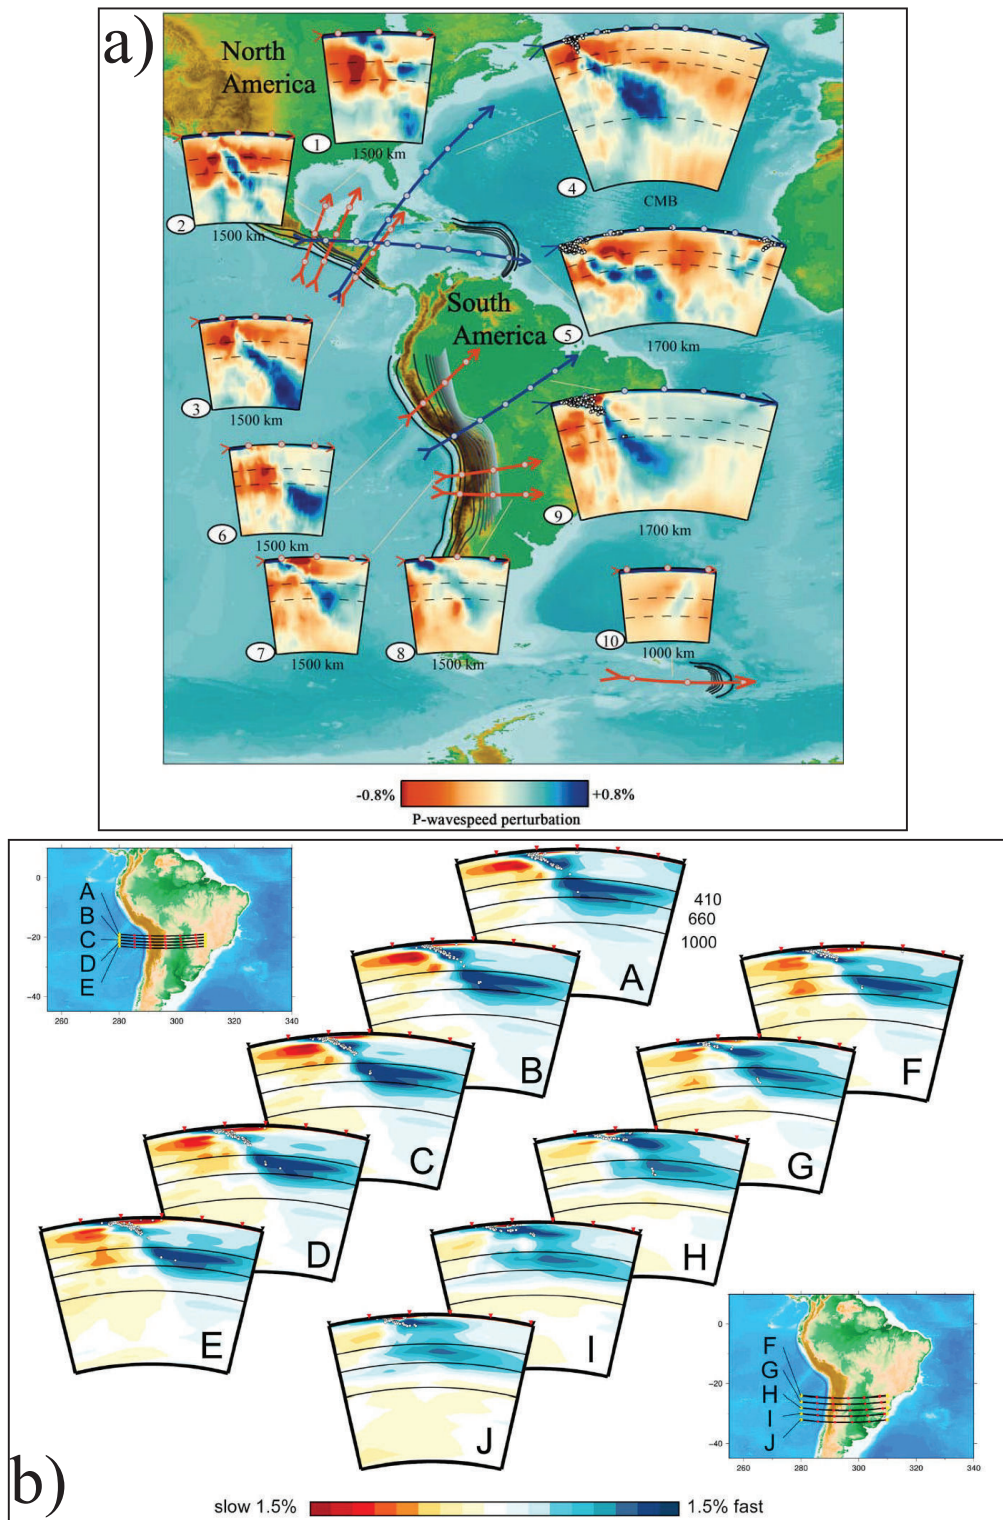 a)
North
America
1
1500 km
2
1500 km
4
CMB
South
America
5
1700 km
3
1500 km
6
1500 km
9
1700 km
7
1500 km
8
1500 km
10
1000 km
-0.8%
+0.8%
P-wavespeed perturbation
0
-20
-40
260
280
300
320
340
A
B
C
D
E
410
660
1000
A
B
C
D
E
F
G
H
I
J
0
-20
-40
260
280
300
320
340
F
G
H
I
J
b)
slow 1.5%
1.5% fast